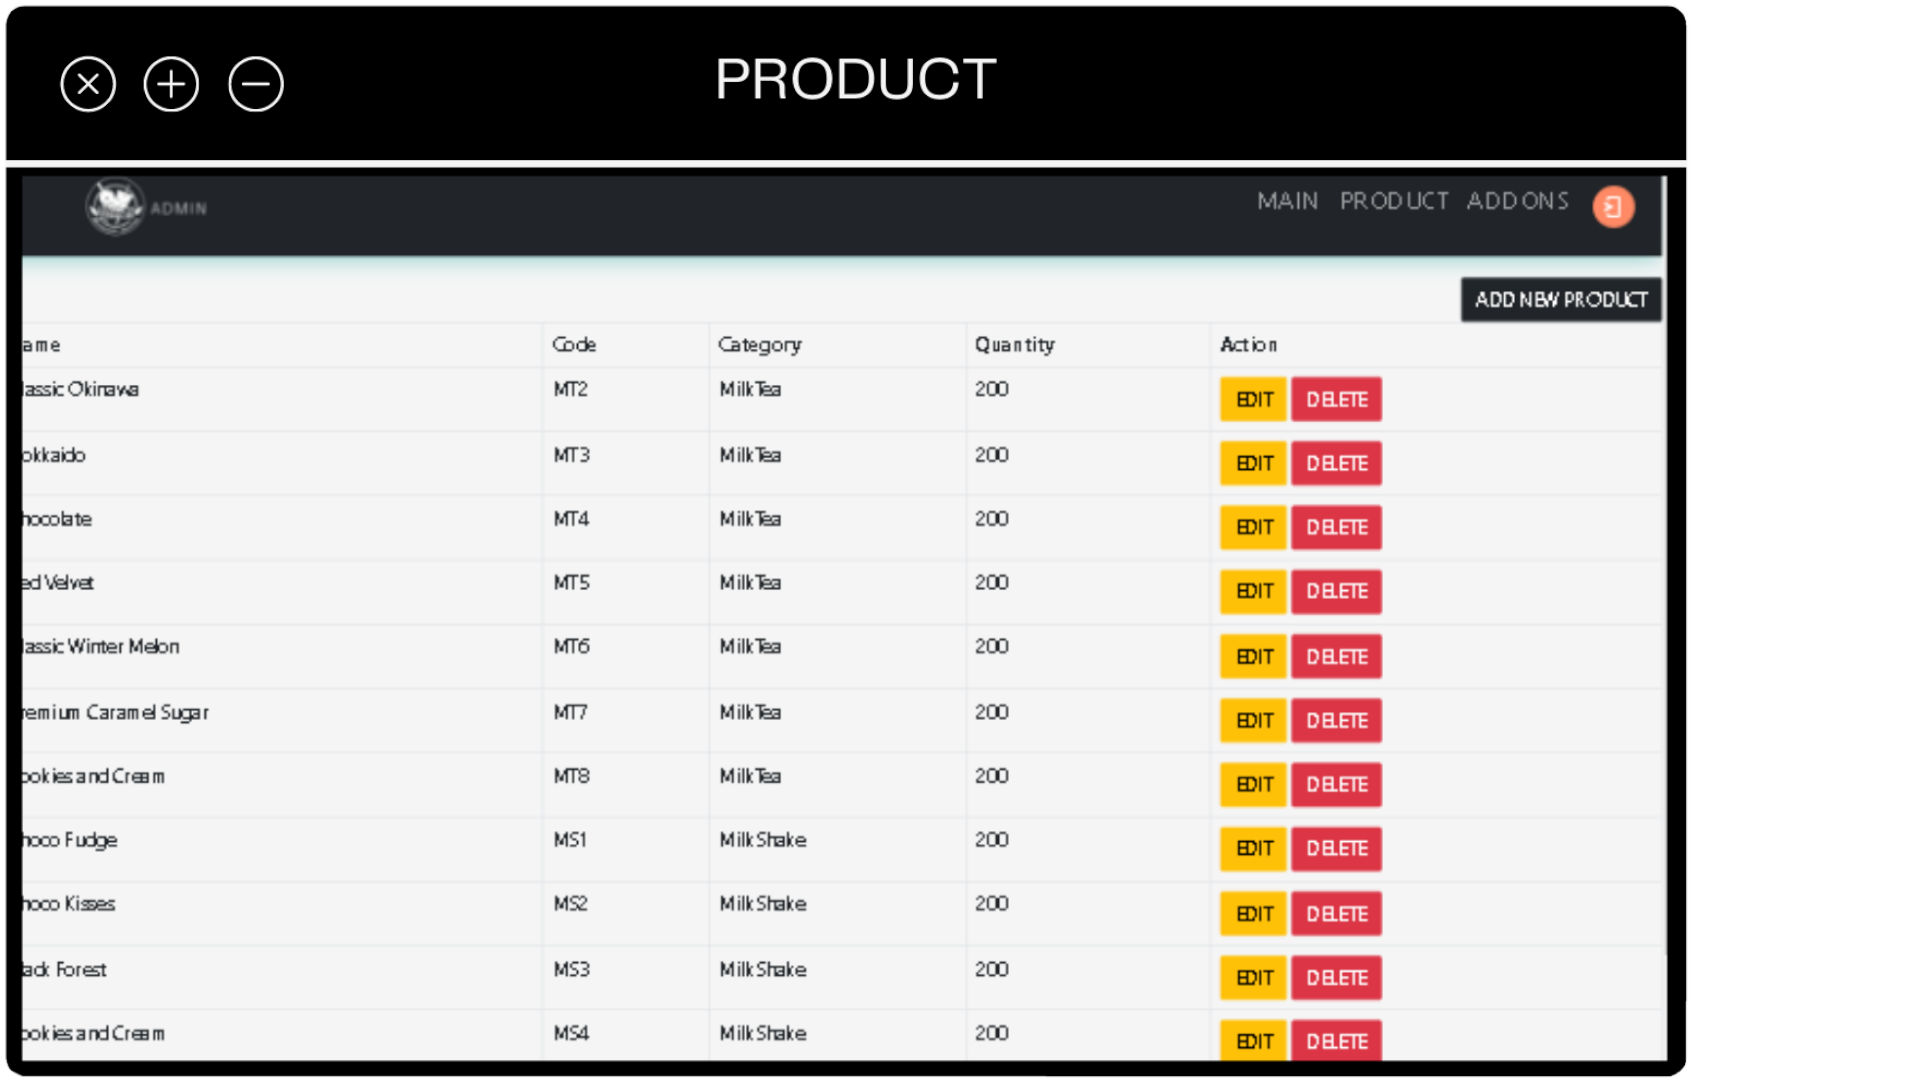 PRODUCT
ADMIN MAIN PRODUCT ADDONS
ADD NEW PRODUCT
ame Code Category Quantity Action
lassic Okinawa MT2 Milk Tea 200 EDIT DELETE
okkaido MT3 Milk Tea 200 EDIT DELETE
hocolate MT4 Milk Tea 200 EDIT DELETE
ed Velvet MT5 Milk Tea 200 EDIT DELETE
lassic Winter Melon MT6 Milk Tea 200 EDIT DELETE
remium Caramel Sugar MT7 Milk Tea 200 EDIT DELETE
ookies and Cream MT8 Milk Tea 200 EDIT DELETE
hoco Fudge MS1 Milk Shake 200 EDIT DELETE
hoco Kisses MS2 Milk Shake 200 EDIT DELETE
lack Forest MS3 Milk Shake 200 EDIT DELETE
ookies and Cream MS4 Milk Shake 200 EDIT DELETE